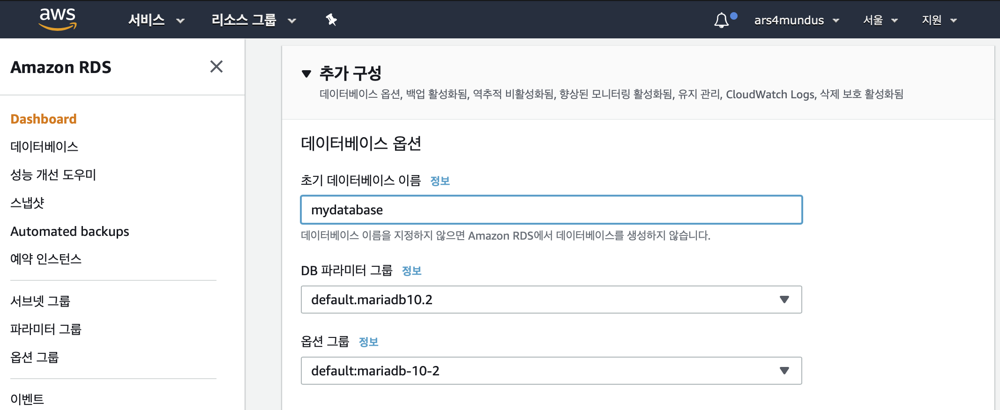 aws 서비스 리소스 그룹 ars4mundus 서울 지원
Amazon RDS
Dashboard
데이터베이스
성능 개선 도우미
스냅샷
Automated backups
예약 인스턴스
서브넷 그룹
파라미터 그룹
옵션 그룹
이벤트
추가 구성
데이터베이스 옵션, 백업 활성화됨, 역추적 비활성화됨, 향상된 모니터링 활성화됨, 유지 관리, CloudWatch Logs, 삭제 보호 활성화됨
데이터베이스 옵션
초기 데이터베이스 이름 정보
mydatabase
데이터베이스 이름을 지정하지 않으면 Amazon RDS에서 데이터베이스를 생성하지 않습니다.
DB 파라미터 그룹 정보
default.mariadb10.2
옵션 그룹 정보
default:mariadb-10-2